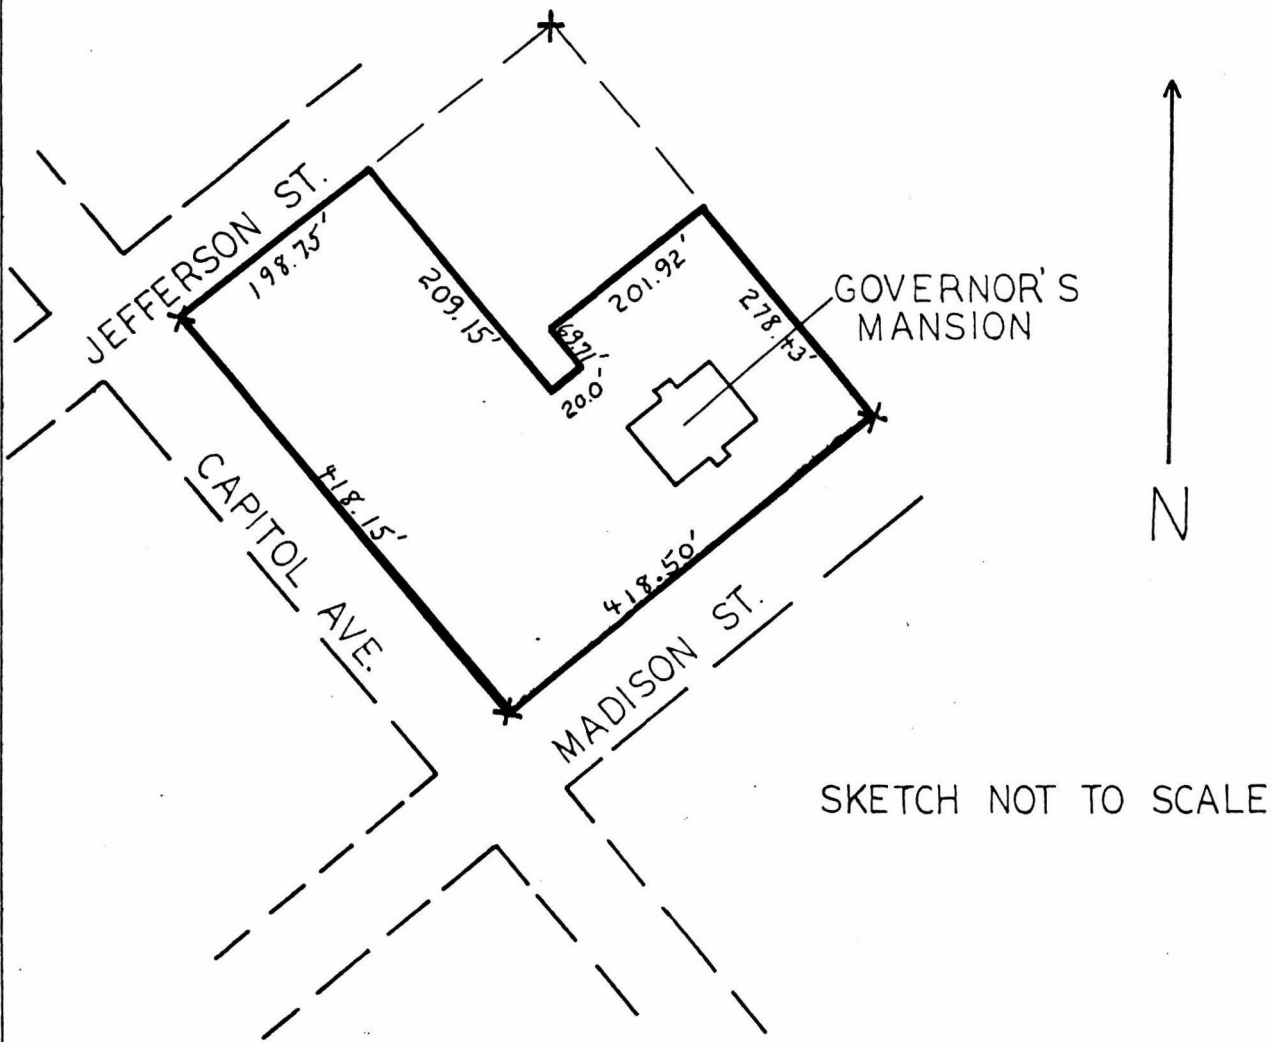 JEFFERSON ST.
198.75'
209.15'
201.92'
69.71'
20.0'
278.43'
GOVERNOR'S
MANSION
418.15'
418.50'
CAPITOL AVE.
MADISON ST.
N
SKETCH NOT TO SCALE